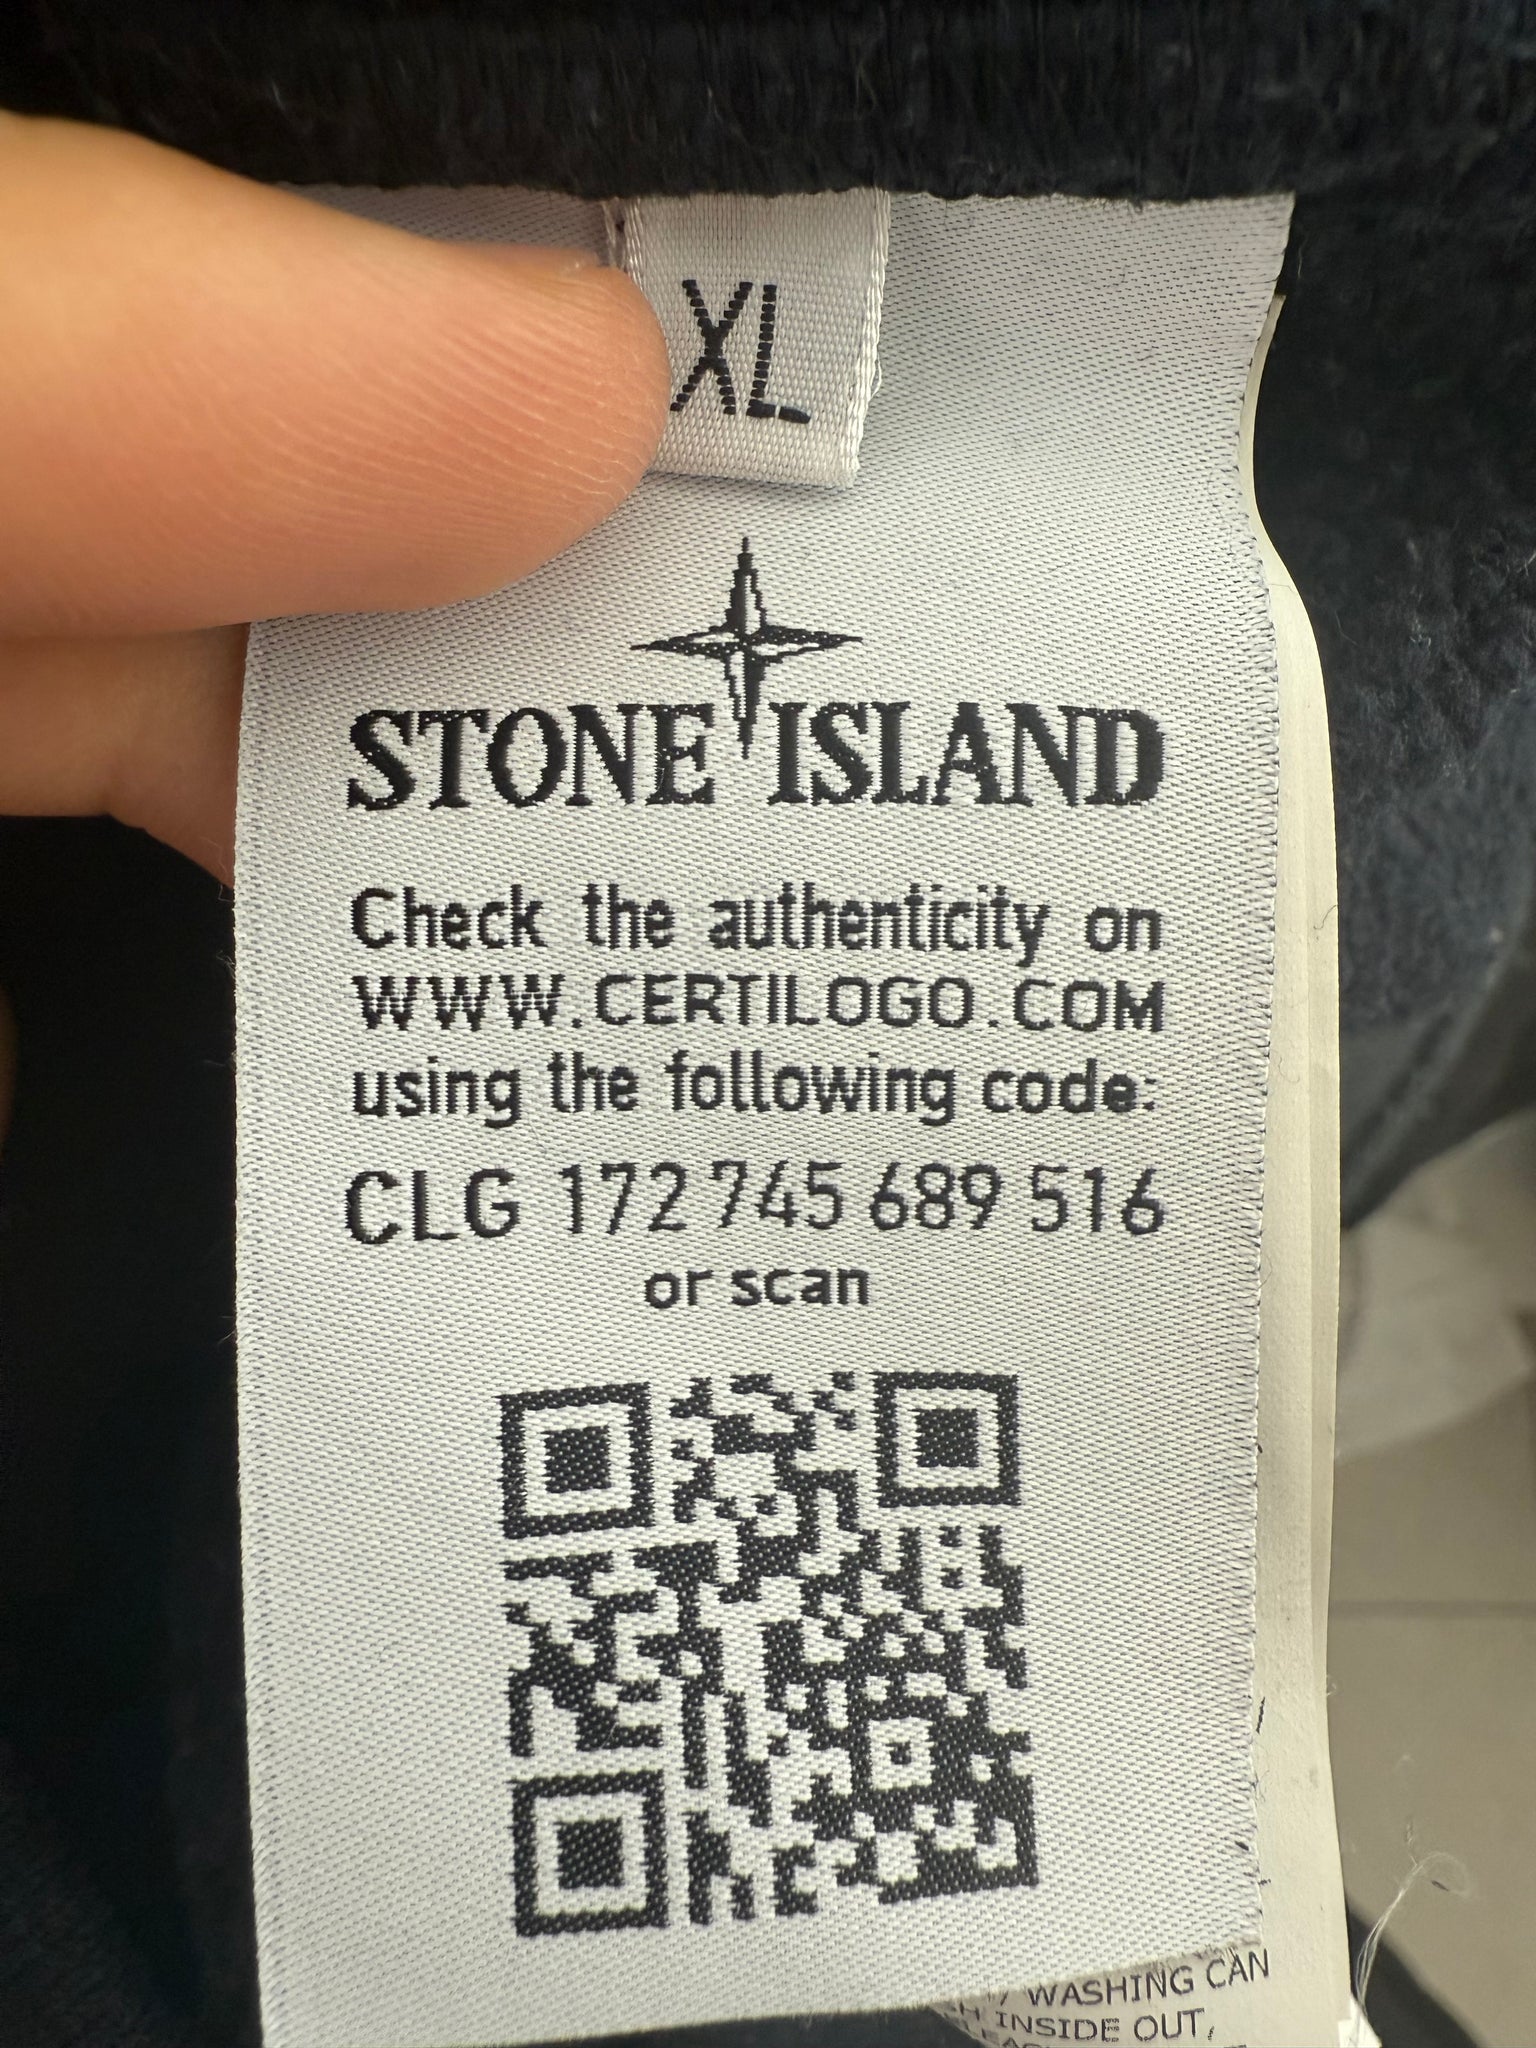 XL
STONE ISLAND
Check the authenticity on
WWW.CERTILOGO.COM
using the following code:
CLG 172 745 689 516
or scan
WASHING CAN
INSIDE OUT,